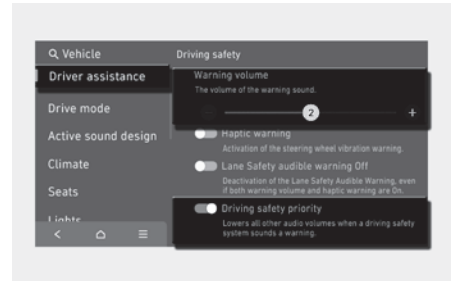 Vehicle
Driving safety
Driver assistance
Warning volume
The volume of the warning sound.
Drive mode
2
+
Active sound design
Haptic warning
Activation of the steering wheel vibration warning.
Climate
Lane Safety audible warning Off
Deactivation of the Lane Safety Audible Warning, even
if both warning volume and haptic warning are On.
Seats
Driving safety priority
Lowers all other audio volumes when a driving safety
system sounds a warning.
Lights